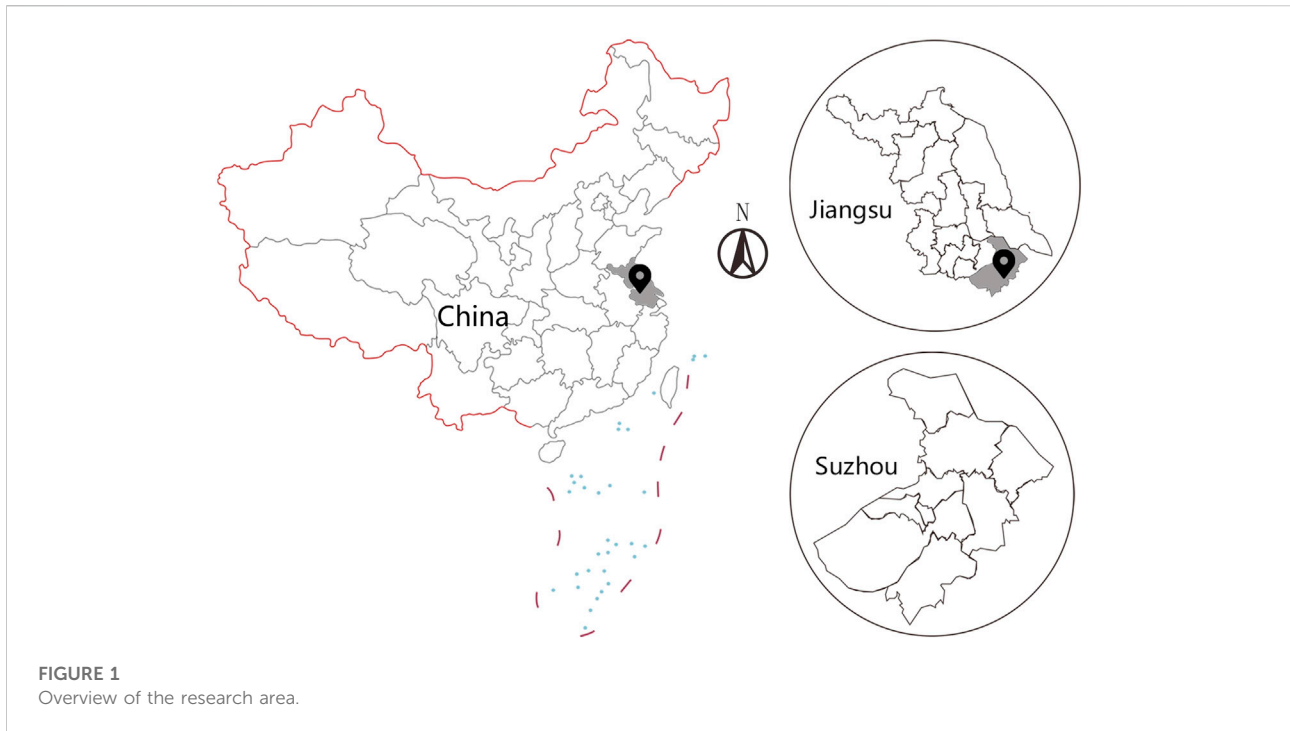 China
N
Jiangsu
Suzhou
FIGURE 1
Overview of the research area.